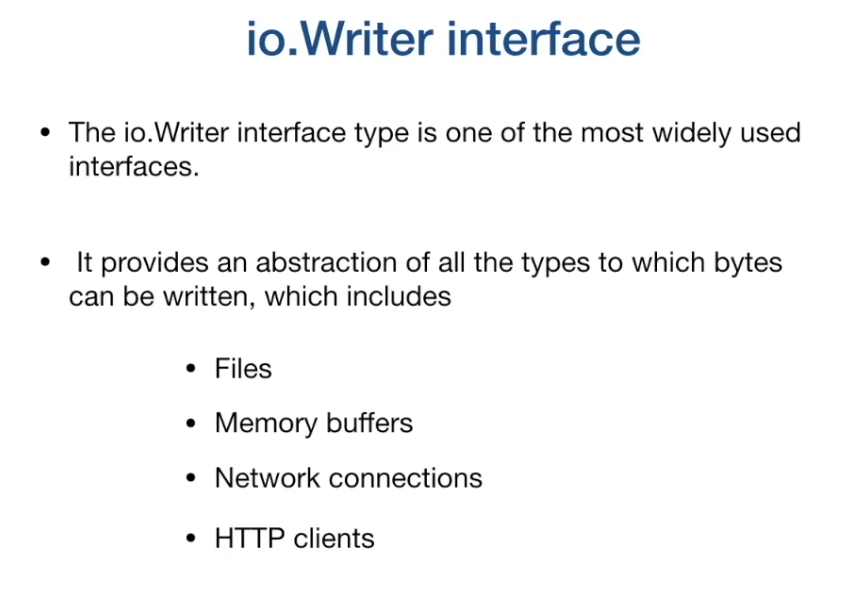 io.Writer interface
• The io.Writer interface type is one of the most widely used
interfaces.
• It provides an abstraction of all the types to which bytes
can be written, which includes
• Files
• Memory buffers
• Network connections
• HTTP clients